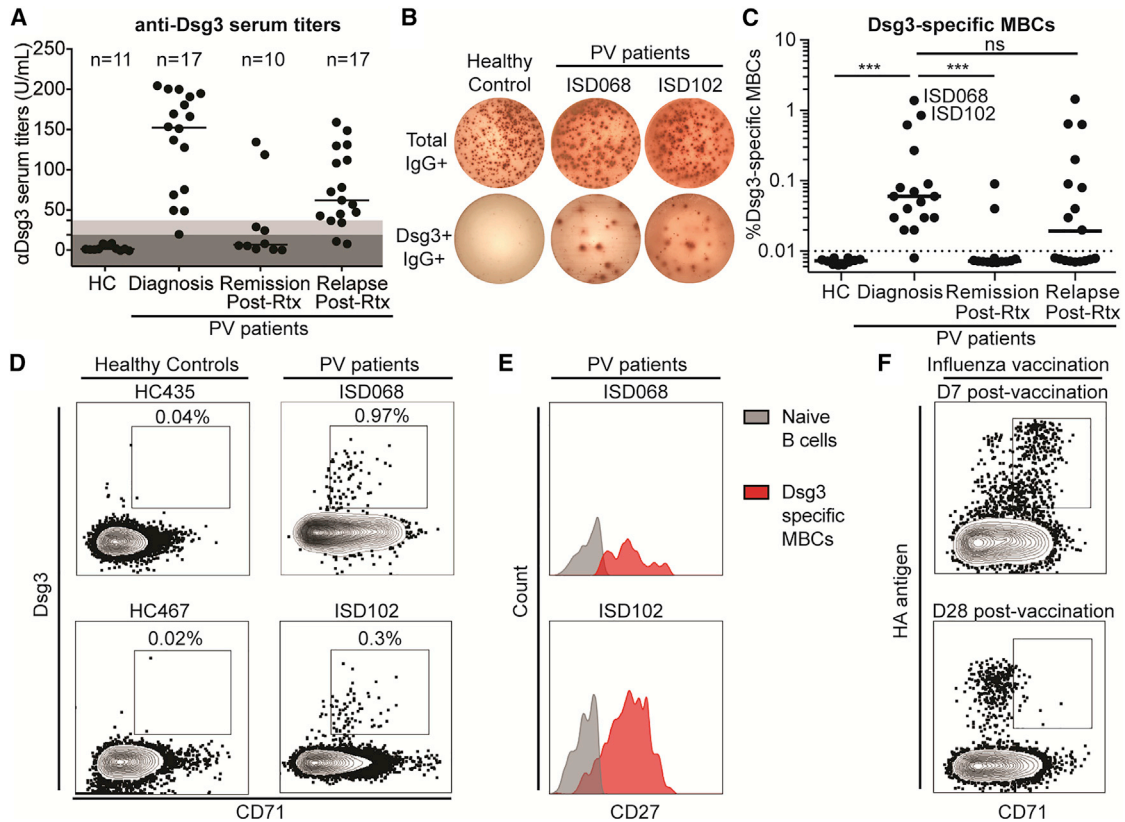 A
anti-Dsg3 serum titers
n=11 n=17 n=10 n=17
αDsg3 serum titers (U/mL)
250
200
150
100
50
0
HC Diagnosis Remission Relapse
Post-Rtx Post-Rtx
PV patients
B
Healthy
Control
PV patients
ISD068 ISD102
Total
IgG+
Dsg3+
IgG+
C
Dsg3-specific MBCs
ns
*** ***
ISD068
ISD102
%Dsg3-specific MBCs
10
1
0.1
0.01
HC Diagnosis Remission Relapse
Post-Rtx Post-Rtx
PV patients
D
Healthy Controls PV patients
HC435 ISD068
0.04% 0.97%
HC467 ISD102
0.02% 0.3%
Dsg3
CD71
E
PV patients
ISD068
ISD102
Count
CD27
Naive
B cells
Dsg3
specific
MBCs
F
Influenza vaccination
D7 post-vaccination
D28 post-vaccination
HA antigen
CD71